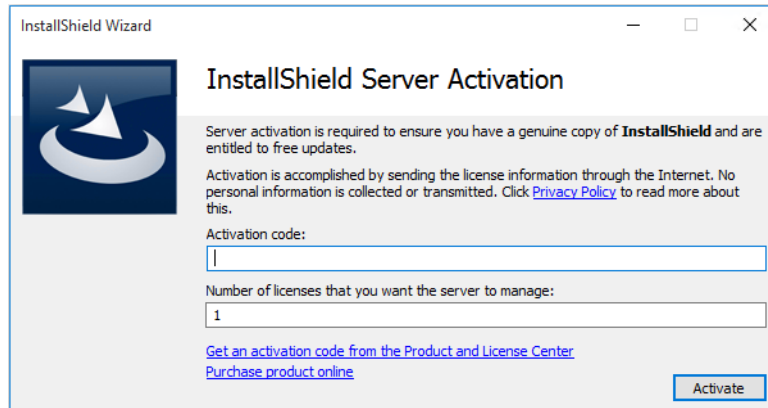 InstallShield Wizard
InstallShield Server Activation
Server activation is required to ensure you have a genuine copy of InstallShield and are
entitled to free updates.
Activation is accomplished by sending the license information through the Internet. No
personal information is collected or transmitted. Click Privacy Policy to read more about
this.
Activation code:
Number of licenses that you want the server to manage:
1
Get an activation code from the Product and License Center
Purchase product online
Activate